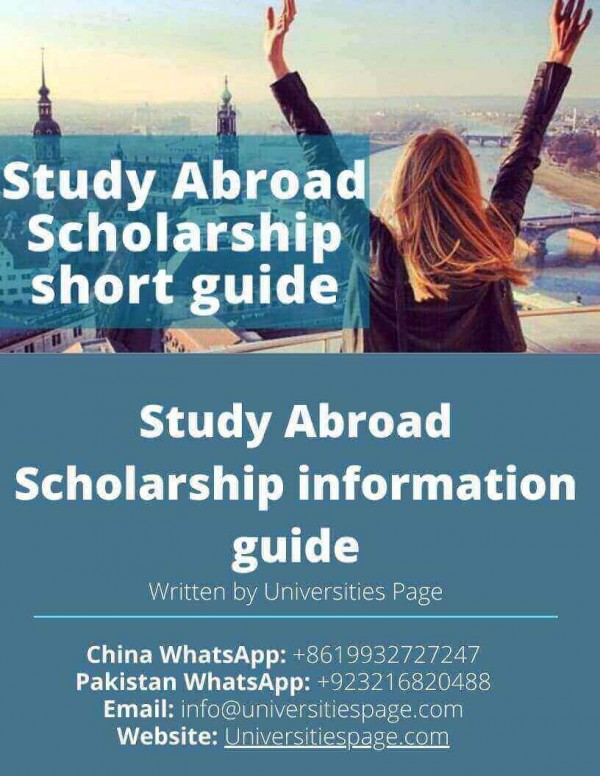 Study Abroad
Scholarship
short guide
Study Abroad
Scholarship information
guide
Written by Universities Page
China WhatsApp: +8619932727247
Pakistan WhatsApp: +923216820488
Email: info@universitiespage.com
Website: Universitiespage.com